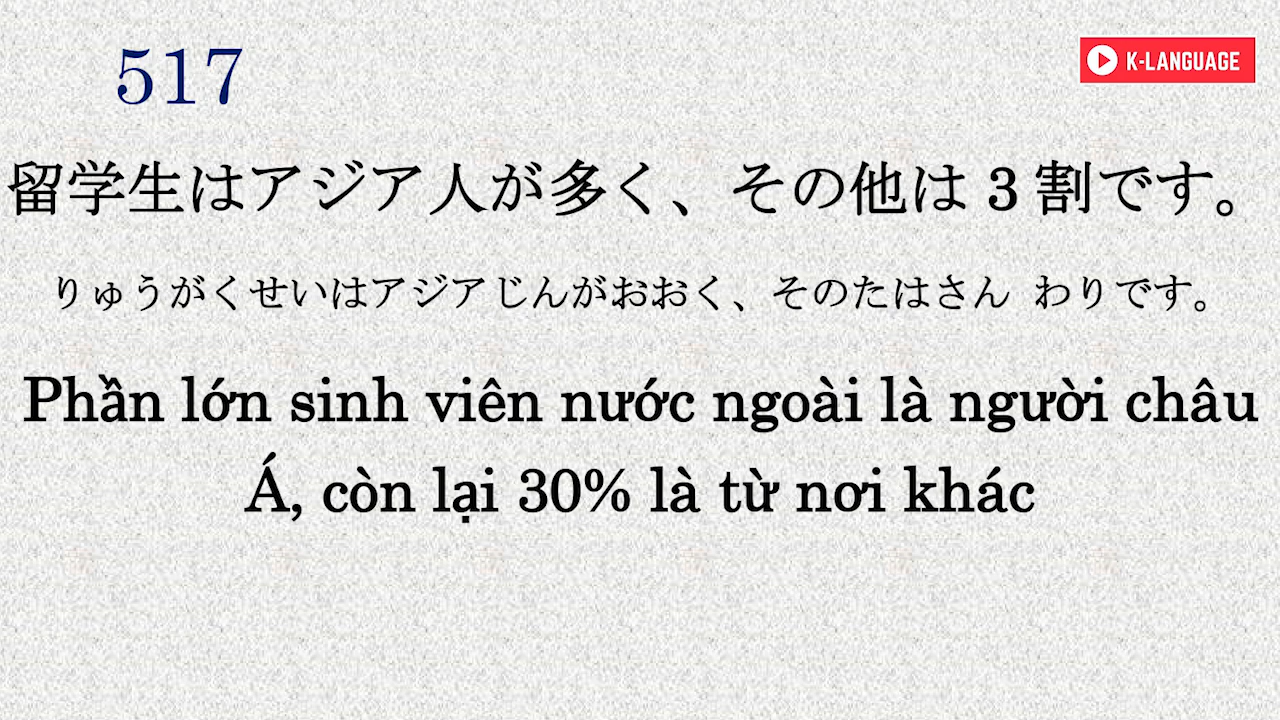 517
K-LANGUAGE
留学生はアジア人が多く、その他は 3 割です。
りゅうがくせいはアジアじんがおおく、そのたはさん わりです。
Phần lớn sinh viên nước ngoài là người châu
Á, còn lại 30% là từ nơi khác